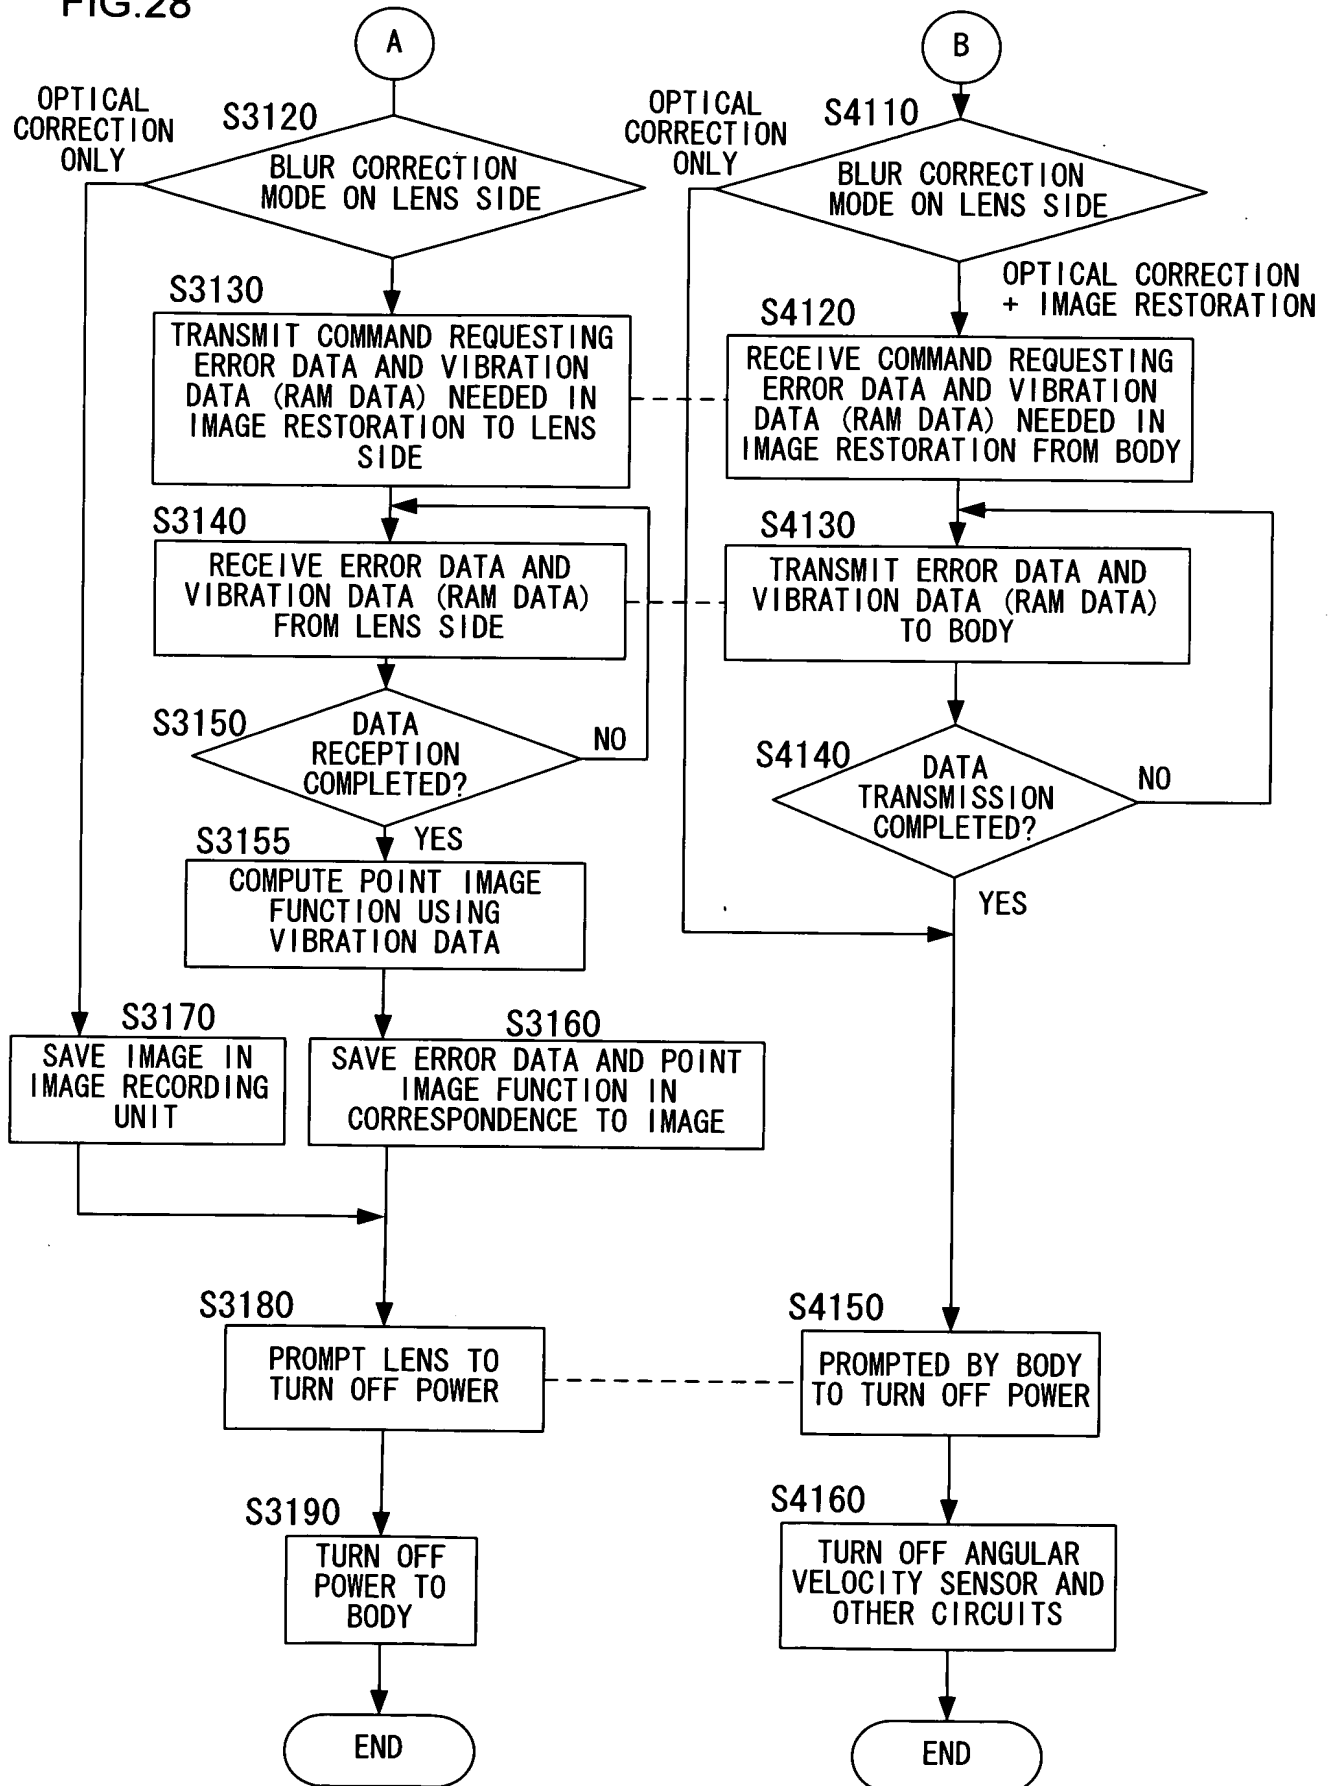 FIG.28
A
OPTICAL
CORRECTION
ONLY
S3120
BLUR CORRECTION
MODE ON LENS SIDE
S3130
TRANSMIT COMMAND REQUESTING
ERROR DATA AND VIBRATION
DATA (RAM DATA) NEEDED IN
IMAGE RESTORATION TO LENS
SIDE
S3140
RECEIVE ERROR DATA AND
VIBRATION DATA (RAM DATA)
FROM LENS SIDE
S3150
DATA
RECEPTION
COMPLETED?
NO
YES
S3155
COMPUTE POINT IMAGE
FUNCTION USING
VIBRATION DATA
S3170
SAVE IMAGE IN
IMAGE RECORDING
UNIT
S3160
SAVE ERROR DATA AND POINT
IMAGE FUNCTION IN
CORRESPONDENCE TO IMAGE
S3180
PROMPT LENS TO
TURN OFF POWER
S3190
TURN OFF
POWER TO
BODY
END
B
OPTICAL
CORRECTION
ONLY
S4110
BLUR CORRECTION
MODE ON LENS SIDE
OPTICAL CORRECTION
+ IMAGE RESTORATION
S4120
RECEIVE COMMAND REQUESTING
ERROR DATA AND VIBRATION
DATA (RAM DATA) NEEDED IN
IMAGE RESTORATION FROM BODY
S4130
TRANSMIT ERROR DATA AND
VIBRATION DATA (RAM DATA)
TO BODY
S4140
DATA
TRANSMISSION
COMPLETED?
NO
YES
S4150
PROMPTED BY BODY
TO TURN OFF POWER
S4160
TURN OFF ANGULAR
VELOCITY SENSOR AND
OTHER CIRCUITS
END